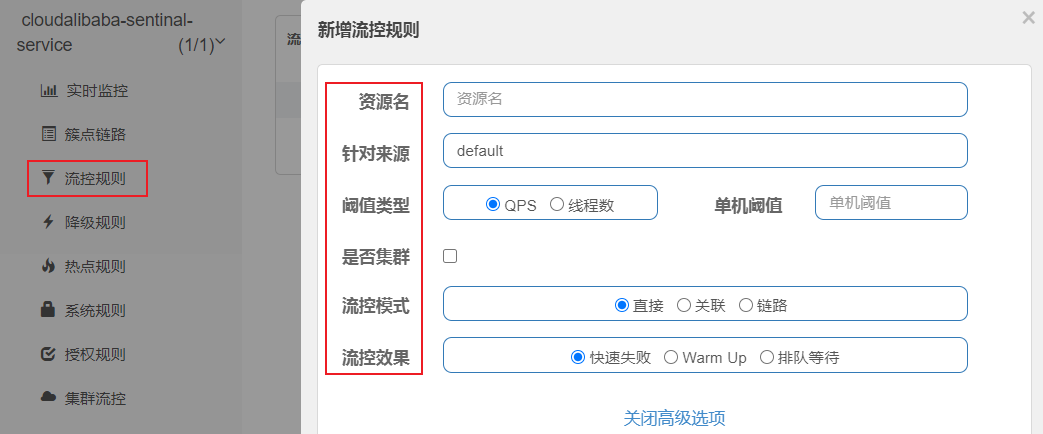 cloudalibaba-sentinal-
service (1/1)
实时监控
簇点链路
流控规则
降级规则
热点规则
系统规则
授权规则
集群流控
流
新增流控规则
×
资源名 资源名
针对来源 default
阈值类型 QPS 线程数 单机阈值 单机阈值
是否集群
流控模式 直接 关联 链路
流控效果 快速失败 Warm Up 排队等待
关闭高级选项